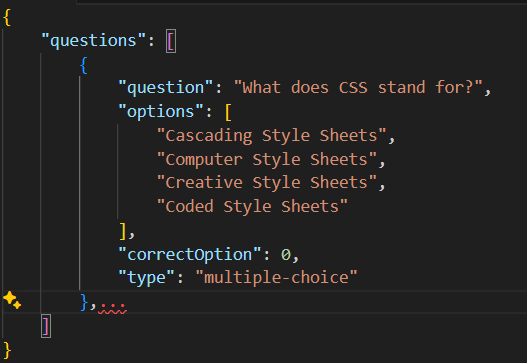 {
    "questions": [
        {
            "question": "What does CSS stand for?",
            "options": [
                "Cascading Style Sheets",
                "Computer Style Sheets",
                "Creative Style Sheets",
                "Coded Style Sheets"
            ],
            "correctOption": 0,
            "type": "multiple-choice"
        },...
    ]
}